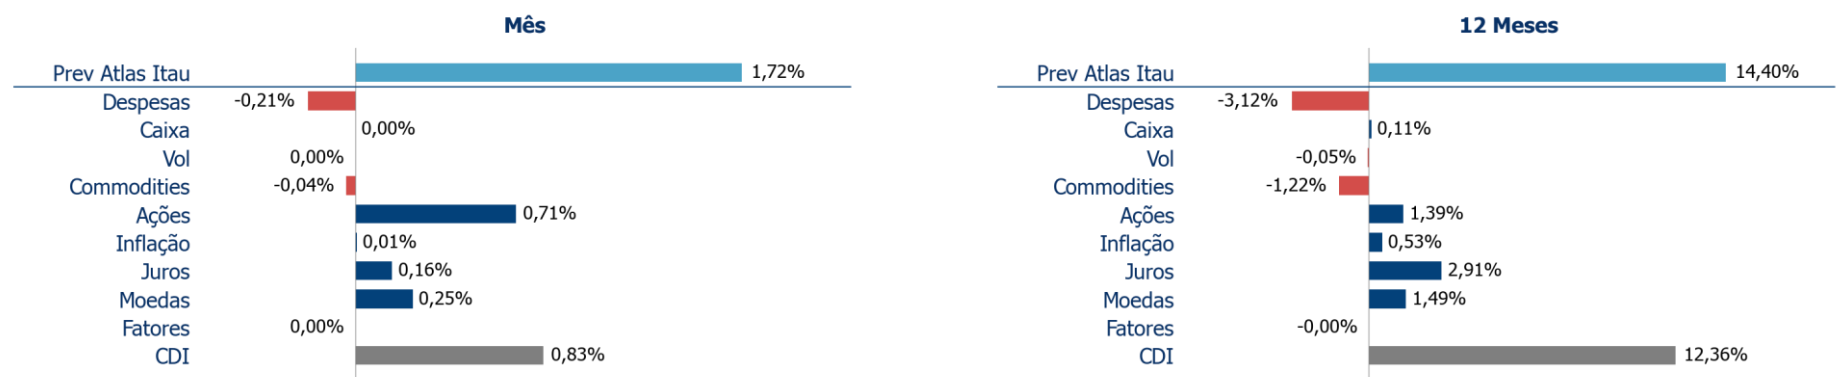 Mês
Prev Atlas Itau 1,72%
Despesas -0,21%
Caixa 0,00%
Vol 0,00%
Commodities -0,04%
Ações 0,71%
Inflação 0,01%
Juros 0,16%
Moedas 0,25%
Fatores 0,00%
CDI 0,83%
12 Meses
Prev Atlas Itau 14,40%
Despesas -3,12%
Caixa 0,11%
Vol -0,05%
Commodities -1,22%
Ações 1,39%
Inflação 0,53%
Juros 2,91%
Moedas 1,49%
Fatores -0,00%
CDI 12,36%